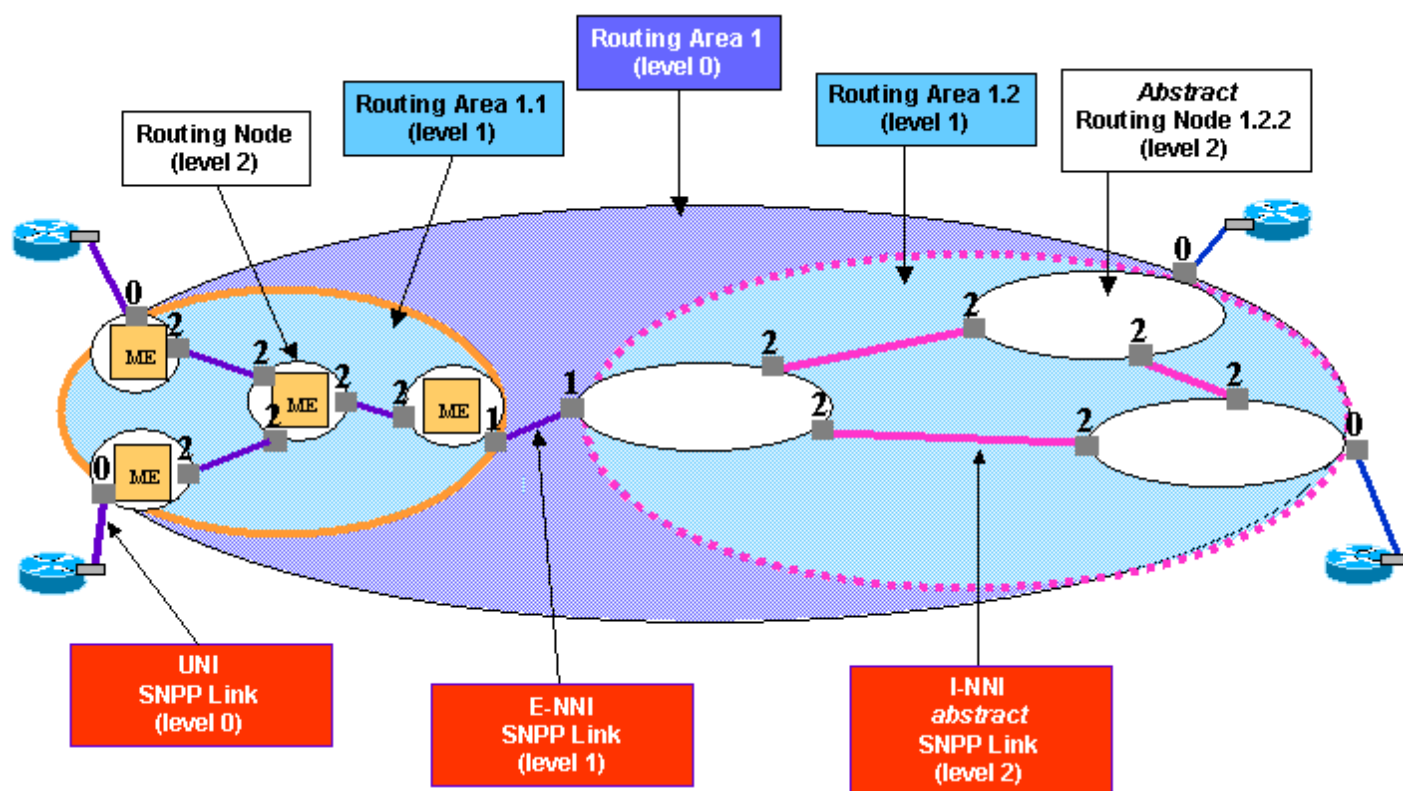 Routing Area 1
(level 0)
Routing Area 1.1
(level 1)
Routing Area 1.2
(level 1)
Abstract
Routing Node 1.2.2
(level 2)
Routing Node
(level 2)
0
0
2
2
2
2
2
2
2
0
1
1
2
2
2
2
2
2
0
0
ME
ME
ME
ME
UNI
SNPP Link
(level 0)
E-NNI
SNPP Link
(level 1)
I-NNI
abstract
SNPP Link
(level 2)